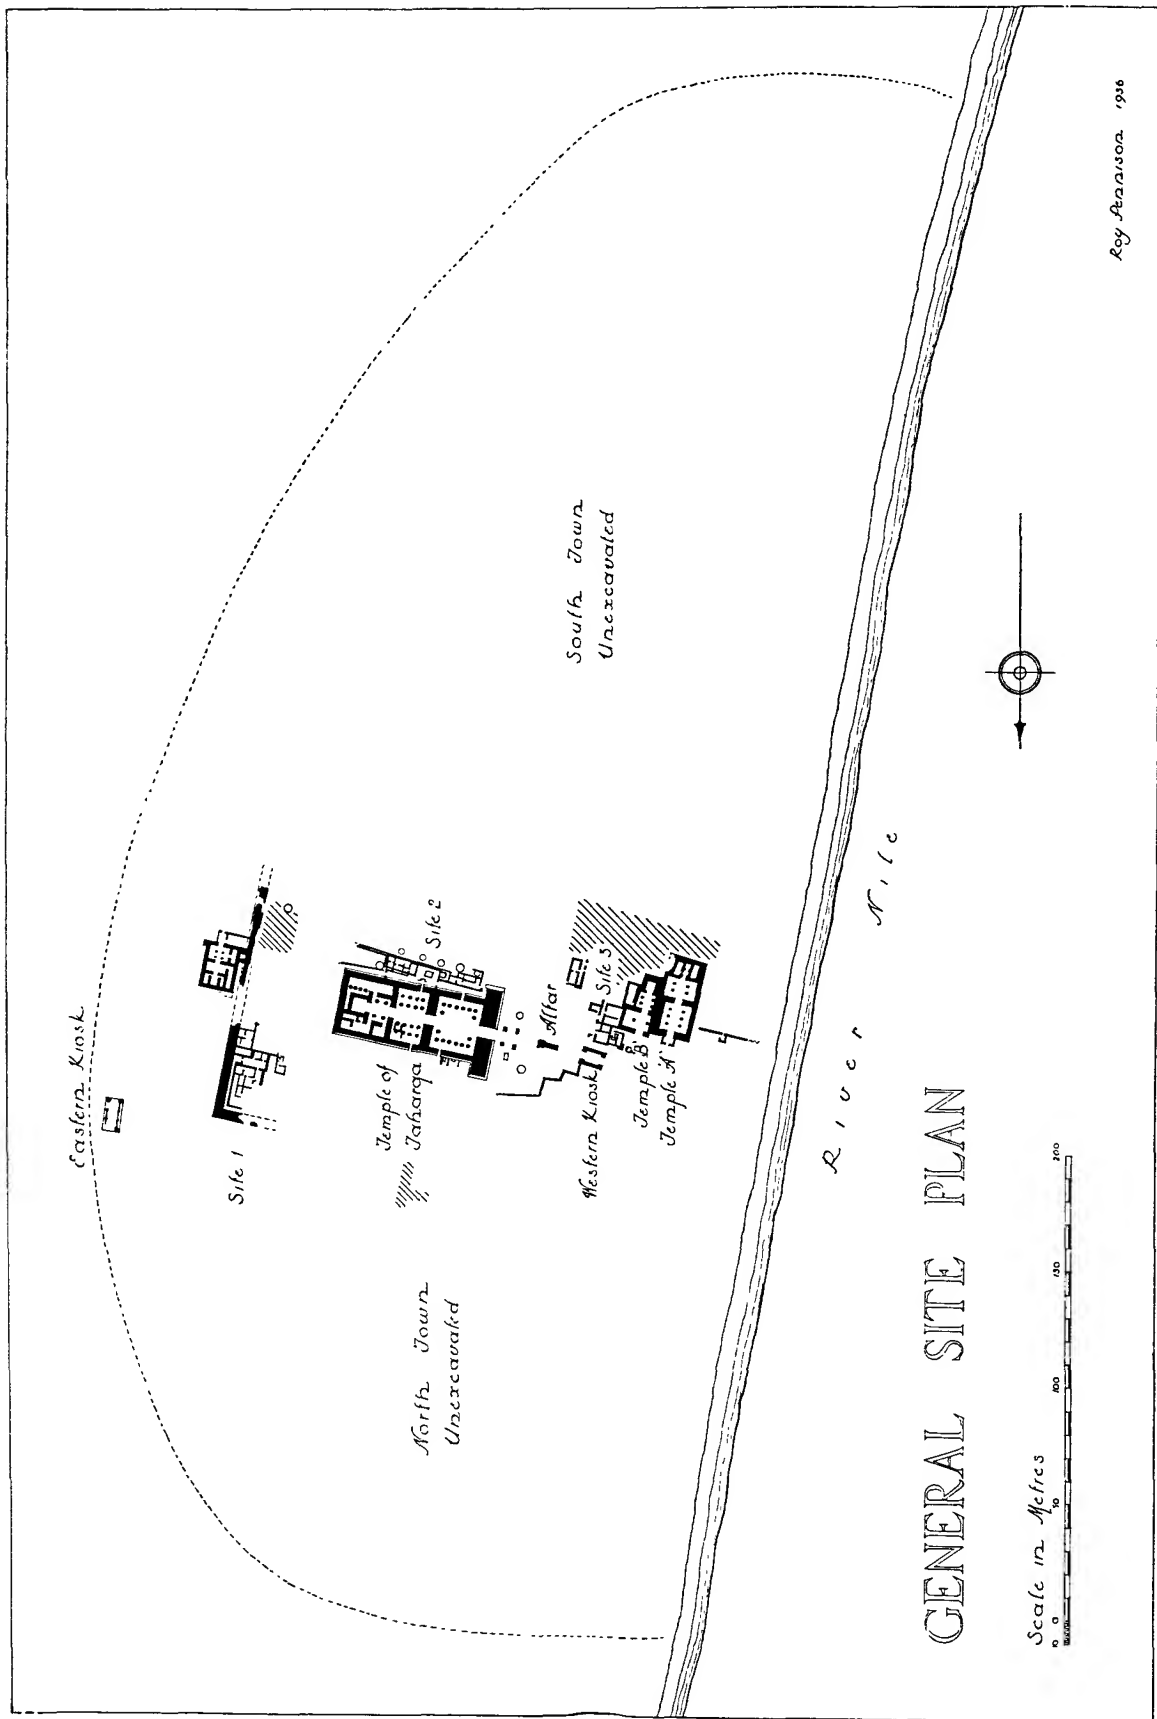 Eastern Kiosk
Site 1
Temple of
Taharqa
Site 2
Altar
Western Kiosk
Site 3
Temple B
Temple A
North Town
Unexcavated
South Town
Unexcavated
River Nile
GENERAL SITE PLAN
Scale in Metres
10 0 50 100 150 200
Roy Pennison 1936